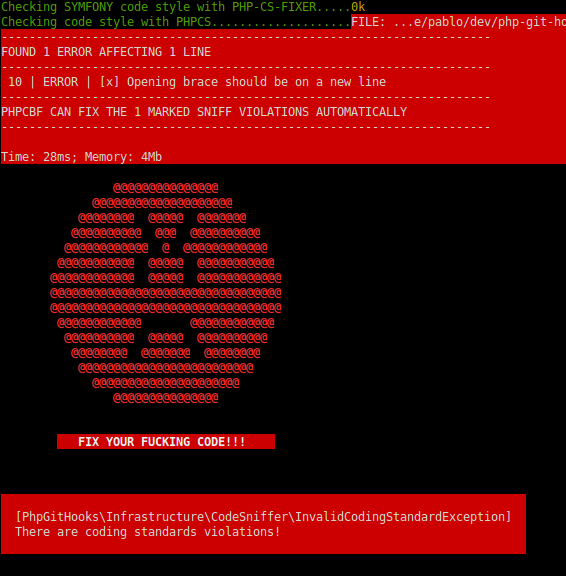 Checking SYMFONY code style with PHP-CS-FIXER.....0k
Checking code style with PHPCS....................FILE: ...e/pablo/dev/php-git-ho
----------------------------------------------------------------------
FOUND 1 ERROR AFFECTING 1 LINE
----------------------------------------------------------------------
 10 | ERROR | [x] Opening brace should be on a new line
----------------------------------------------------------------------
PHPCBF CAN FIX THE 1 MARKED SNIFF VIOLATIONS AUTOMATICALLY
----------------------------------------------------------------------
Time: 28ms; Memory: 4Mb
                @@@@@@@@@@@@@@@
             @@@@@@@@@@@@@@@@@@@@
           @@@@@@@@  @@@@@  @@@@@@@
          @@@@@@@@@@  @@@  @@@@@@@@@@
         @@@@@@@@@@@@  @  @@@@@@@@@@@@
        @@@@@@@@@@@  @@@@@  @@@@@@@@@@@
       @@@@@@@@@@@@  @@@@@  @@@@@@@@@@@@
       @@@@@@@@@@@@@@@@@@@@@@@@@@@@@@@@@
       @@@@@@@@@@@@@@@@@@@@@@@@@@@@@@@@@
        @@@@@@@@@@@@       @@@@@@@@@@@@
         @@@@@@@@@@  @@@@@  @@@@@@@@@@
          @@@@@@@@  @@@@@@@  @@@@@@@@
           @@@@@@@@@@@@@@@@@@@@@@@@@
             @@@@@@@@@@@@@@@@@@@@@
                @@@@@@@@@@@@@@@
FIX YOUR FUCKING CODE!!!
[PhpGitHooks\Infrastructure\CodeSniffer\InvalidCodingStandardException]
There are coding standards violations!